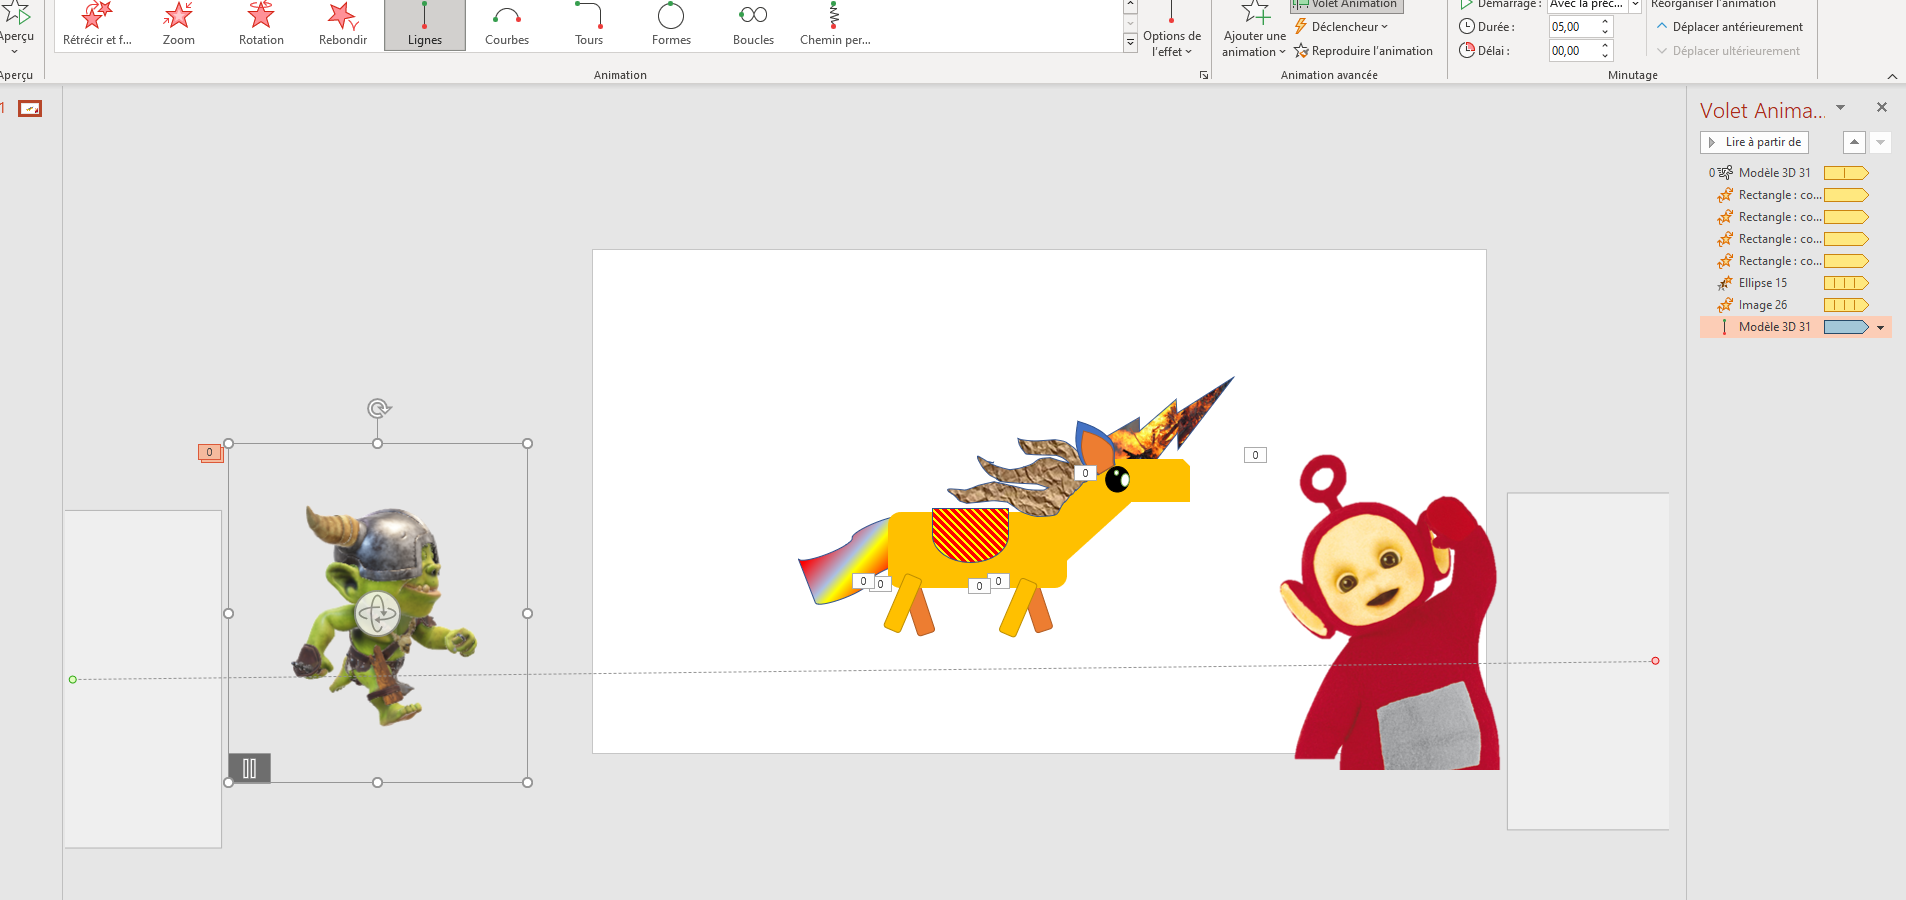 Aperçu
Aperçu
Rétrécir et f...
Zoom
Rotation
Rebondir
Lignes
Courbes
Tours
Formes
Boucles
Chemin per...
Animation
Options de
l'effet
Ajouter une
animation
Volet Animation
Déclencheur
Reproduire l'animation
Animation avancée
Démarrage :
Avec la préc...
Durée :
05,00
Délai :
00,00
Réorganiser l'animation
Déplacer antérieurement
Déplacer ultérieurement
Minutage
1
Volet Anima...
Lire à partir de
0
Modèle 3D 31
Rectangle : co...
Rectangle : co...
Rectangle : co...
Rectangle : co...
Ellipse 15
Image 26
Modèle 3D 31
0
0
0
0
0
0
0